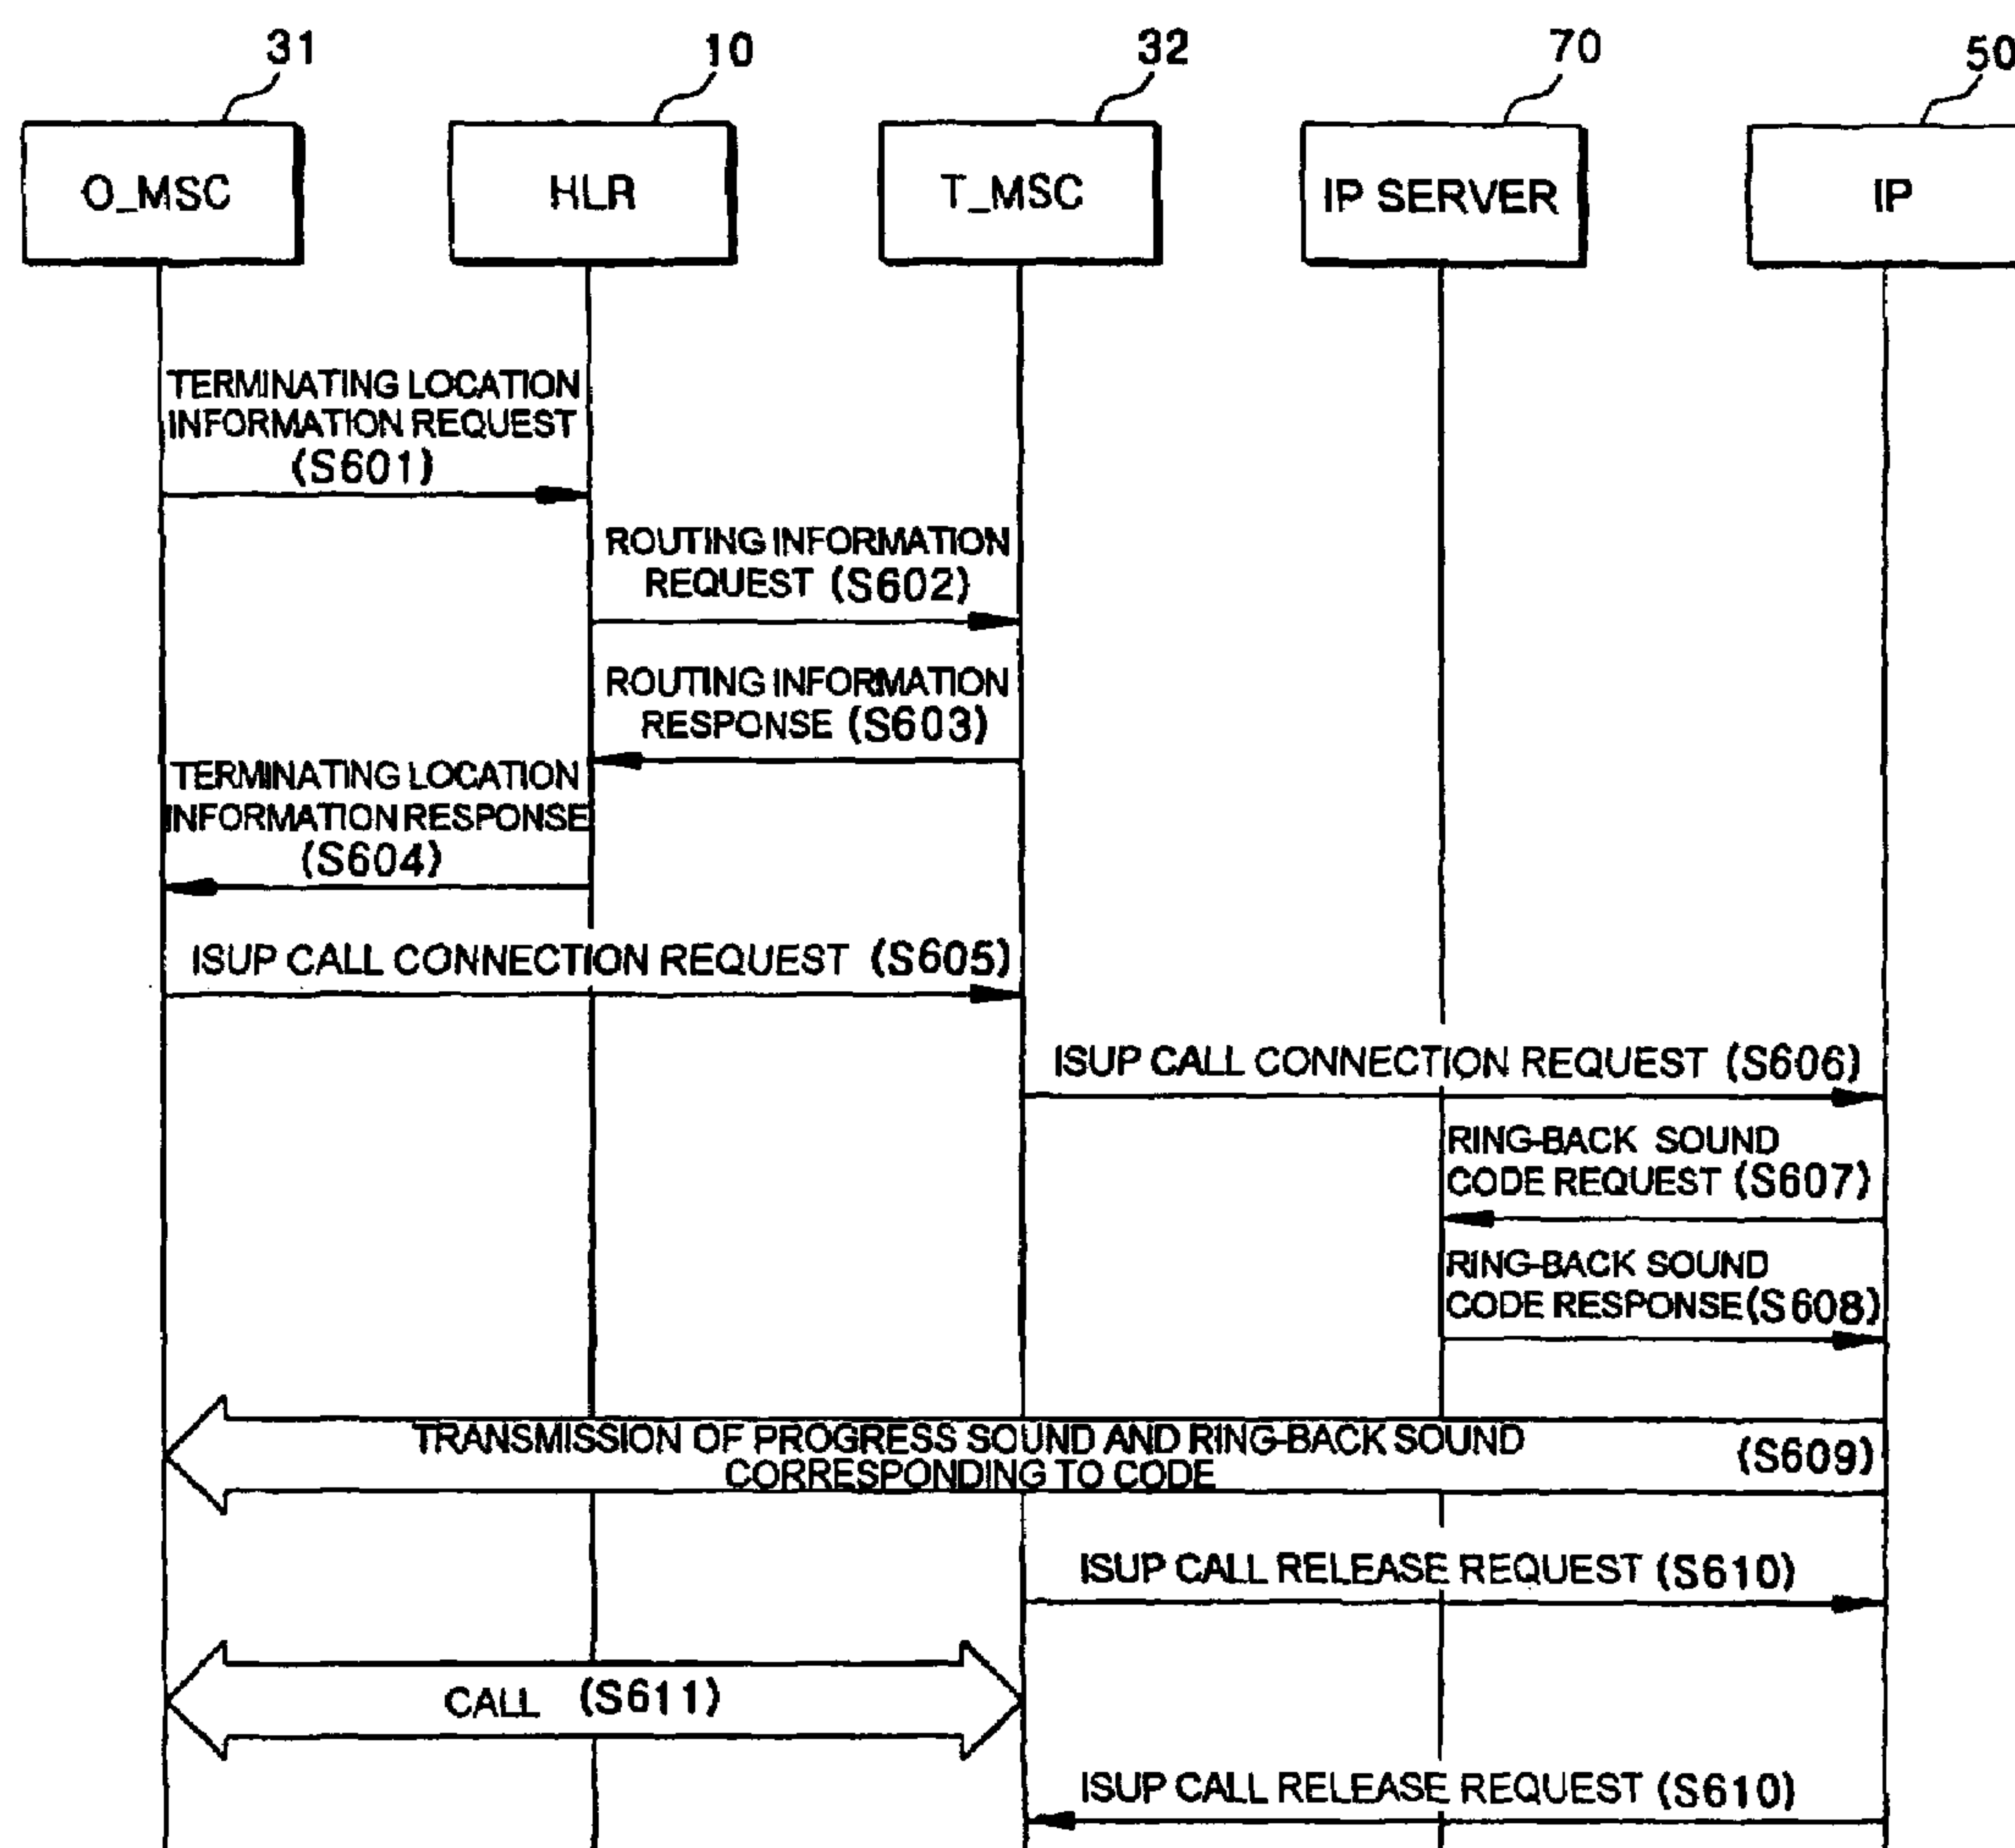 31
10
32
70
50
O_MSC
HLR
T_MSC
IP SERVER
IP
TERMINATING LOCATION
INFORMATION REQUEST
(S601)
ROUTING INFORMATION
REQUEST (S602)
ROUTING INFORMATION
RESPONSE (S603)
TERMINATING LOCATION
INFORMATION RESPONSE
(S604)
ISUP CALL CONNECTION REQUEST (S605)
ISUP CALL CONNECTION REQUEST (S606)
RING-BACK SOUND
CODE REQUEST (S607)
RING-BACK SOUND
CODE RESPONSE (S608)
TRANSMISSION OF PROGRESS SOUND AND RING-BACK SOUND
CORRESPONDING TO CODE
(S609)
ISUP CALL RELEASE REQUEST (S610)
CALL (S611)
ISUP CALL RELEASE REQUEST (S610)